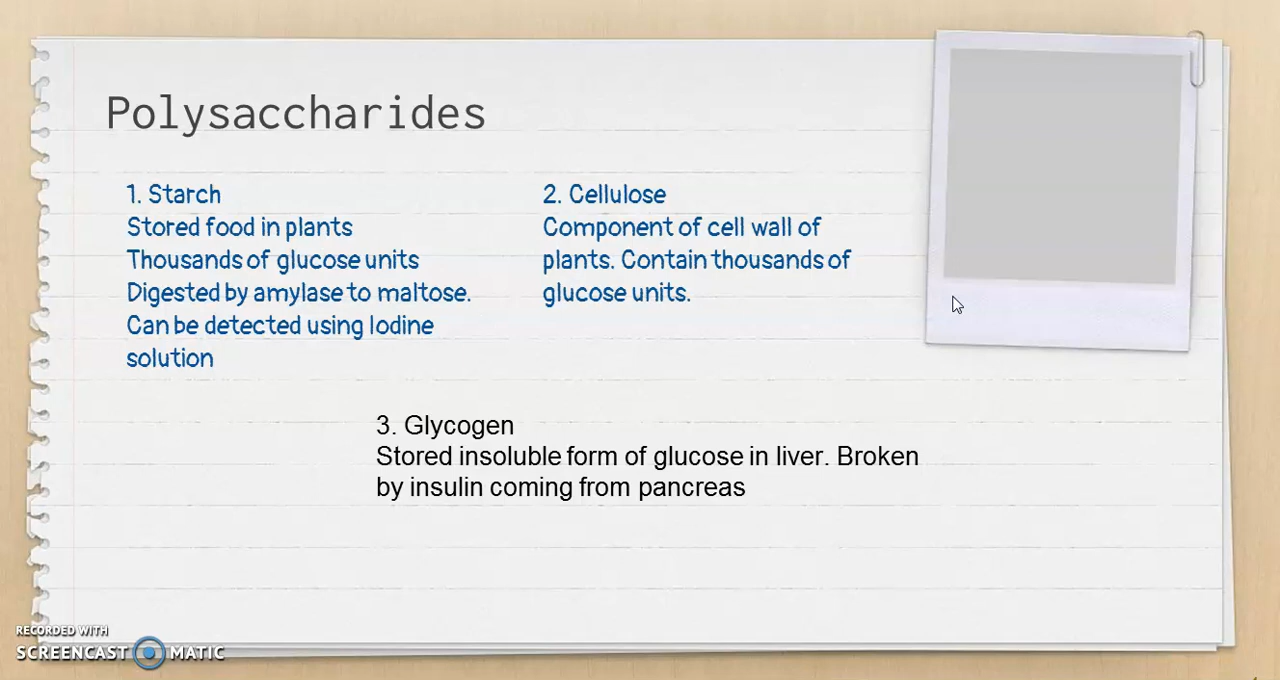 Polysaccharides
1. Starch
Stored food in plants
Thousands of glucose units
Digested by amylase to maltose.
Can be detected using Iodine
solution
2. Cellulose
Component of cell wall of
plants. Contain thousands of
glucose units.
3. Glycogen
Stored insoluble form of glucose in liver. Broken
by insulin coming from pancreas
RECORDED WITH
SCREENCAST MATIC